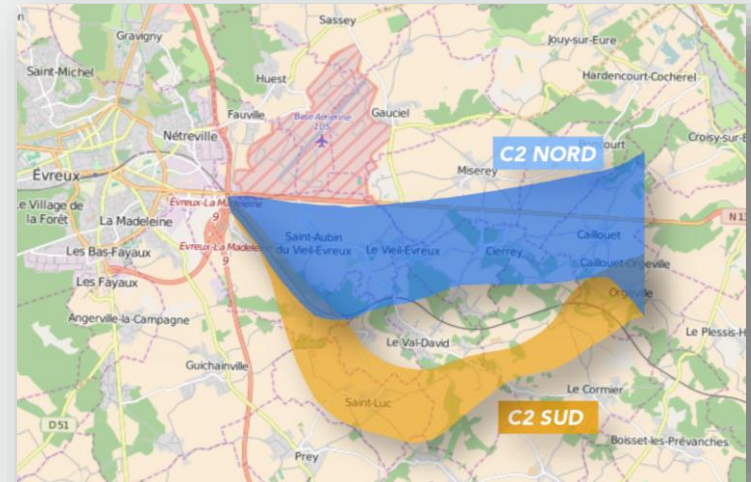 Sassey
Gravigny
Jouy-sur-Eure
Saint-Michel
Huest
Hardencourt-Cocherel
Fauville
Base Aérienne
105
Gauciel
Nétreville
Croisy-sur-E
C2 NORD
court
Évreux
Miserey
Évreux-La Madeleine
9
Le Village de
la Forêt
La Madeleine
N 13
Saint-Aubin
du Vieil-Évreux
Le Vieil-Évreux
Cierrey
Caillouet
Les Bas-Fayaux
Évreux-La Madeleine
9
Caillouet-Orgeville
Les Fayaux
Orgeville
Angerville-la-Campagne
Le Plessis-H
Le Val-David
Guichainville
Le Cormier
Saint-Luc
C2 SUD
D51
Boisset-les-Prévanches
Prey